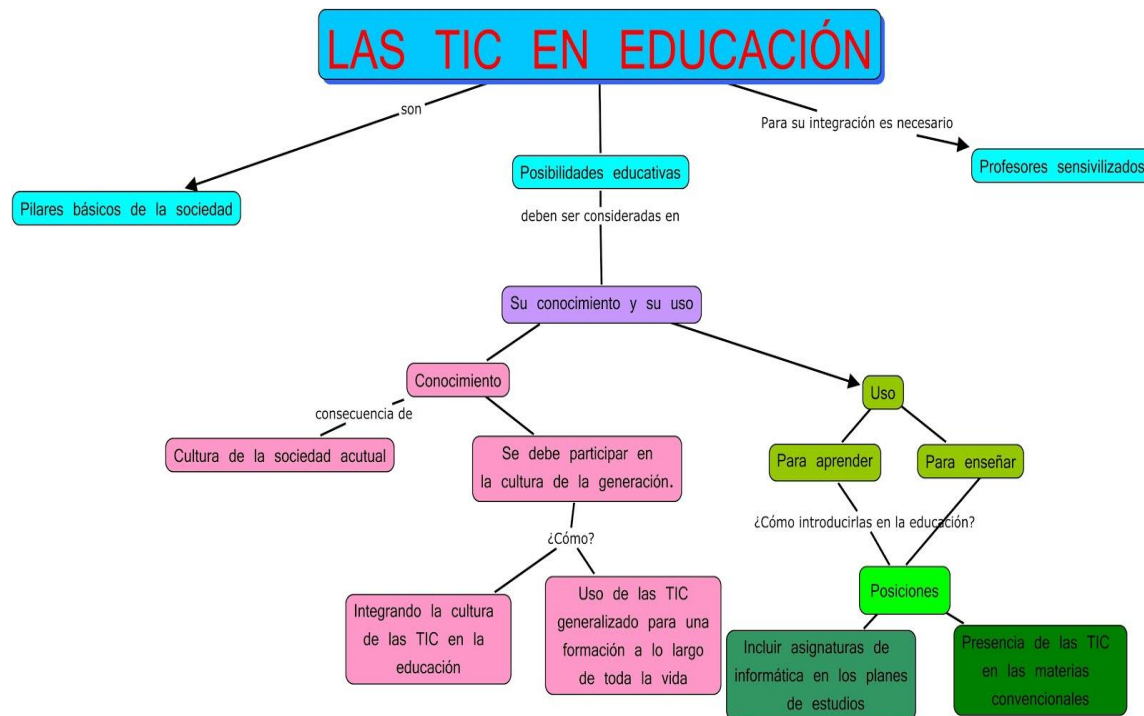 LAS TIC EN EDUCACIÓN
son
Para su integración es necesario
Pilares básicos de la sociedad
Posibilidades educativas
Profesores sensivilizados
deben ser consideradas en
Su conocimiento y su uso
Conocimiento
Uso
consecuencia de
Cultura de la sociedad acutual
Se debe participar en
la cultura de la generación.
Para aprender
Para enseñar
¿Cómo?
¿Cómo introducirlas en la educación?
Integrando la cultura
de las TIC en la
educación
Uso de las TIC
generalizado para una
formación a lo largo
de toda la vida
Posiciones
Incluir asignaturas de
informática en los planes
de estudios
Presencia de las TIC
en las materias
convencionales